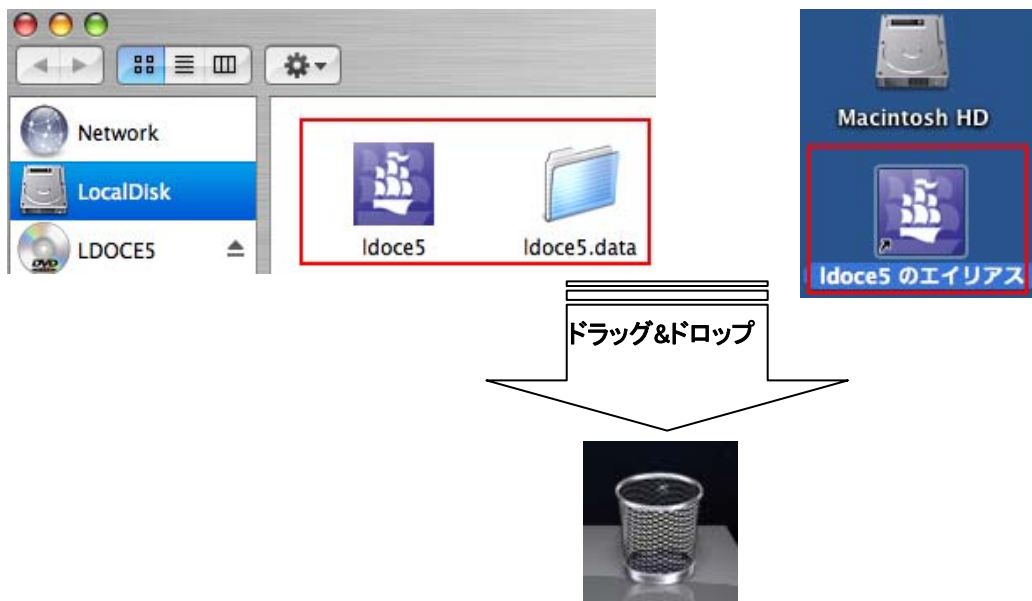 Network
LocalDisk
LDOCE5
DVD
ldoce5
ldoce5.data
Macintosh HD
ldoce5 のエイリアス
ドラッグ&ドロップ